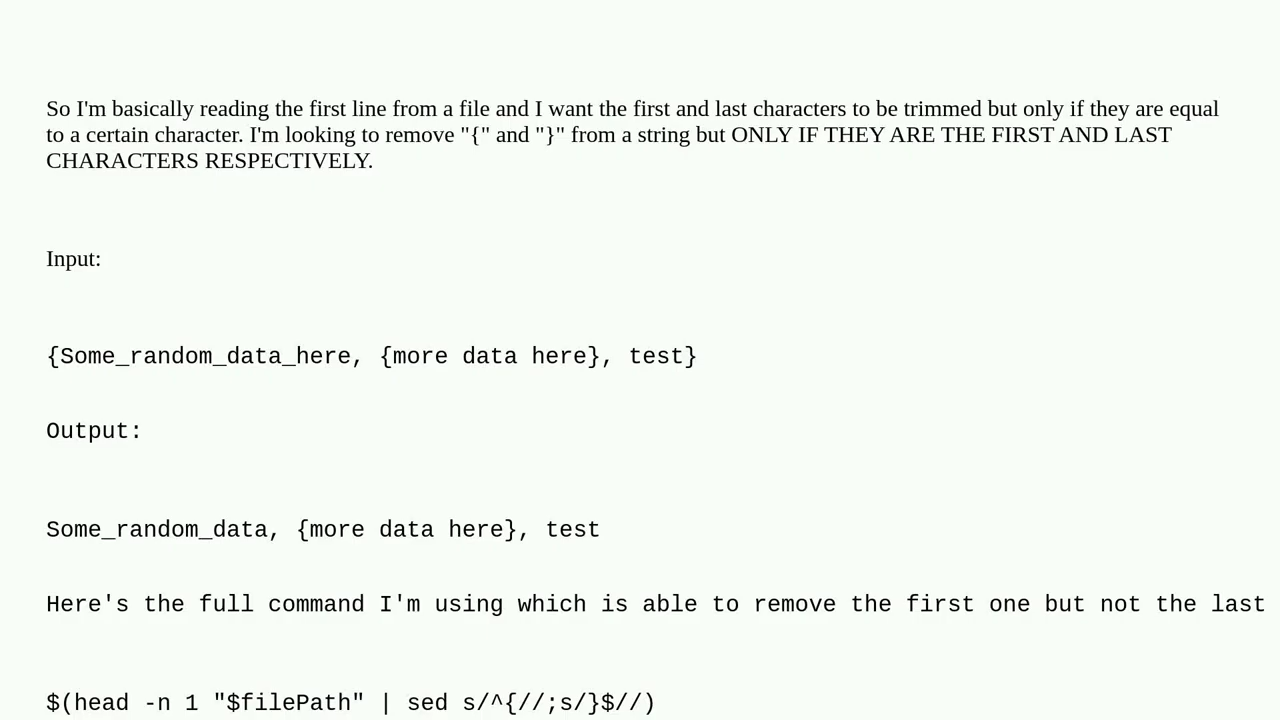 So I'm basically reading the first line from a file and I want the first and last characters to be trimmed but only if they are equal
to a certain character. I'm looking to remove "{" and "}" from a string but ONLY IF THEY ARE THE FIRST AND LAST
CHARACTERS RESPECTIVELY.
Input:
{Some_random_data_here, {more data here}, test}
Output:
Some_random_data, {more data here}, test
Here's the full command I'm using which is able to remove the first one but not the last
$(head -n 1 "$filePath" | sed s/^{//;s/}$//)